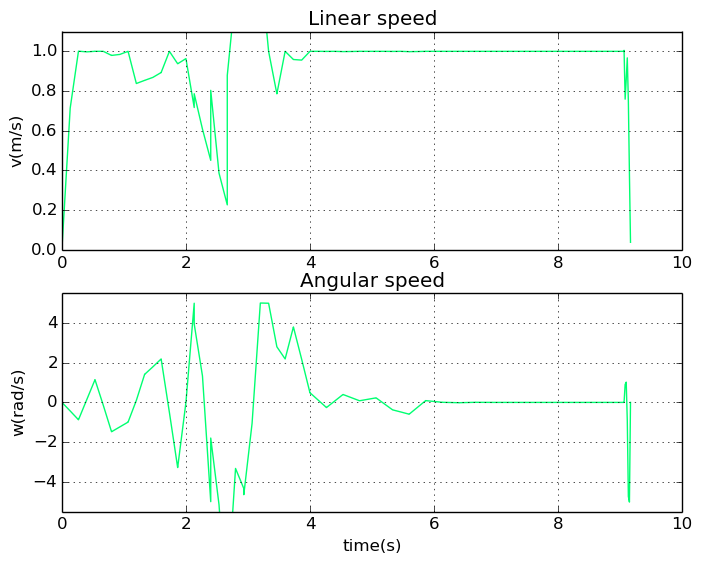 Linear speed
1.0
0.8
0.6
0.4
0.2
0.0
v(m/s)
0 2 4 6 8 10
Angular speed
4
2
0
−2
−4
w(rad/s)
0 2 4 6 8 10
time(s)